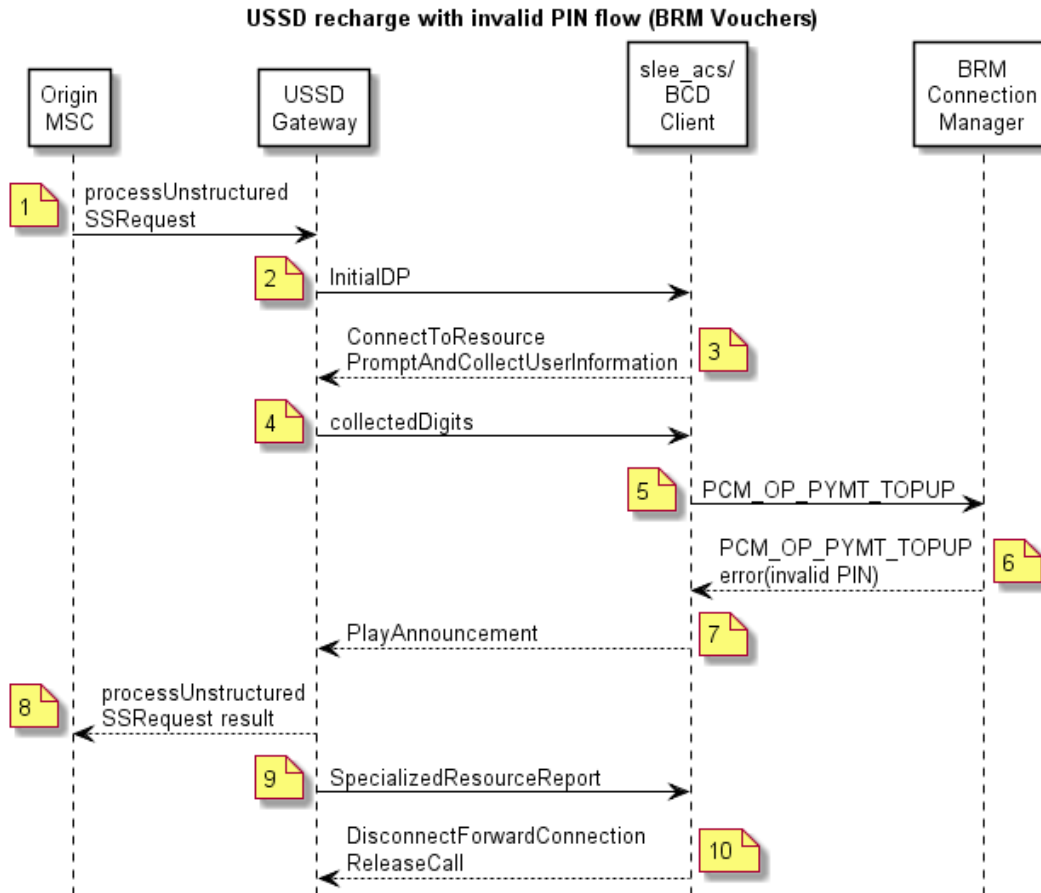 USSD recharge with invalid PIN flow (BRM Vouchers)
Origin
MSC
USSD
Gateway
slee_acs/
BCD
Client
BRM
Connection
Manager
1
processUnstructured
SSRequest
2
InitialDP
ConnectToResource
PromptAndCollectUserInformation
3
4
collectedDigits
5
PCM_OP_PYMT_TOPUP
PCM_OP_PYMT_TOPUP
error(invalid PIN)
6
PlayAnnouncement
7
8
processUnstructured
SSRequest result
9
SpecializedResourceReport
DisconnectForwardConnection
ReleaseCall
10